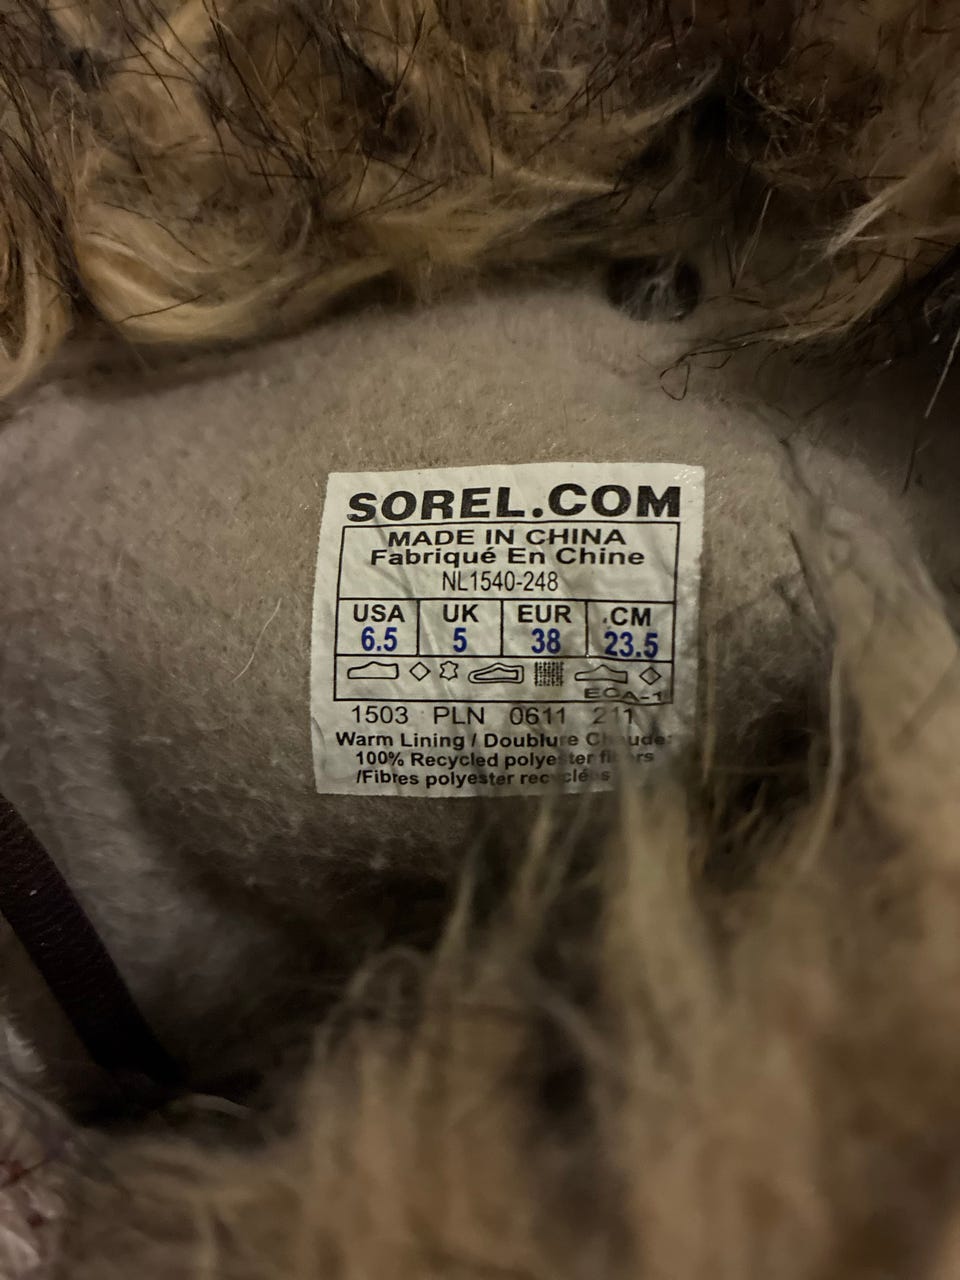 SOREL.COM
MADE IN CHINA
Fabriqué En Chine
NL1540-248
USA UK EUR CM
6.5 5 38 23.5
ECA-1
1503 PLN 0611 211
Warm Lining / Doublure Chaude:
100% Recycled polyester fibers
/Fibres polyester recyclées